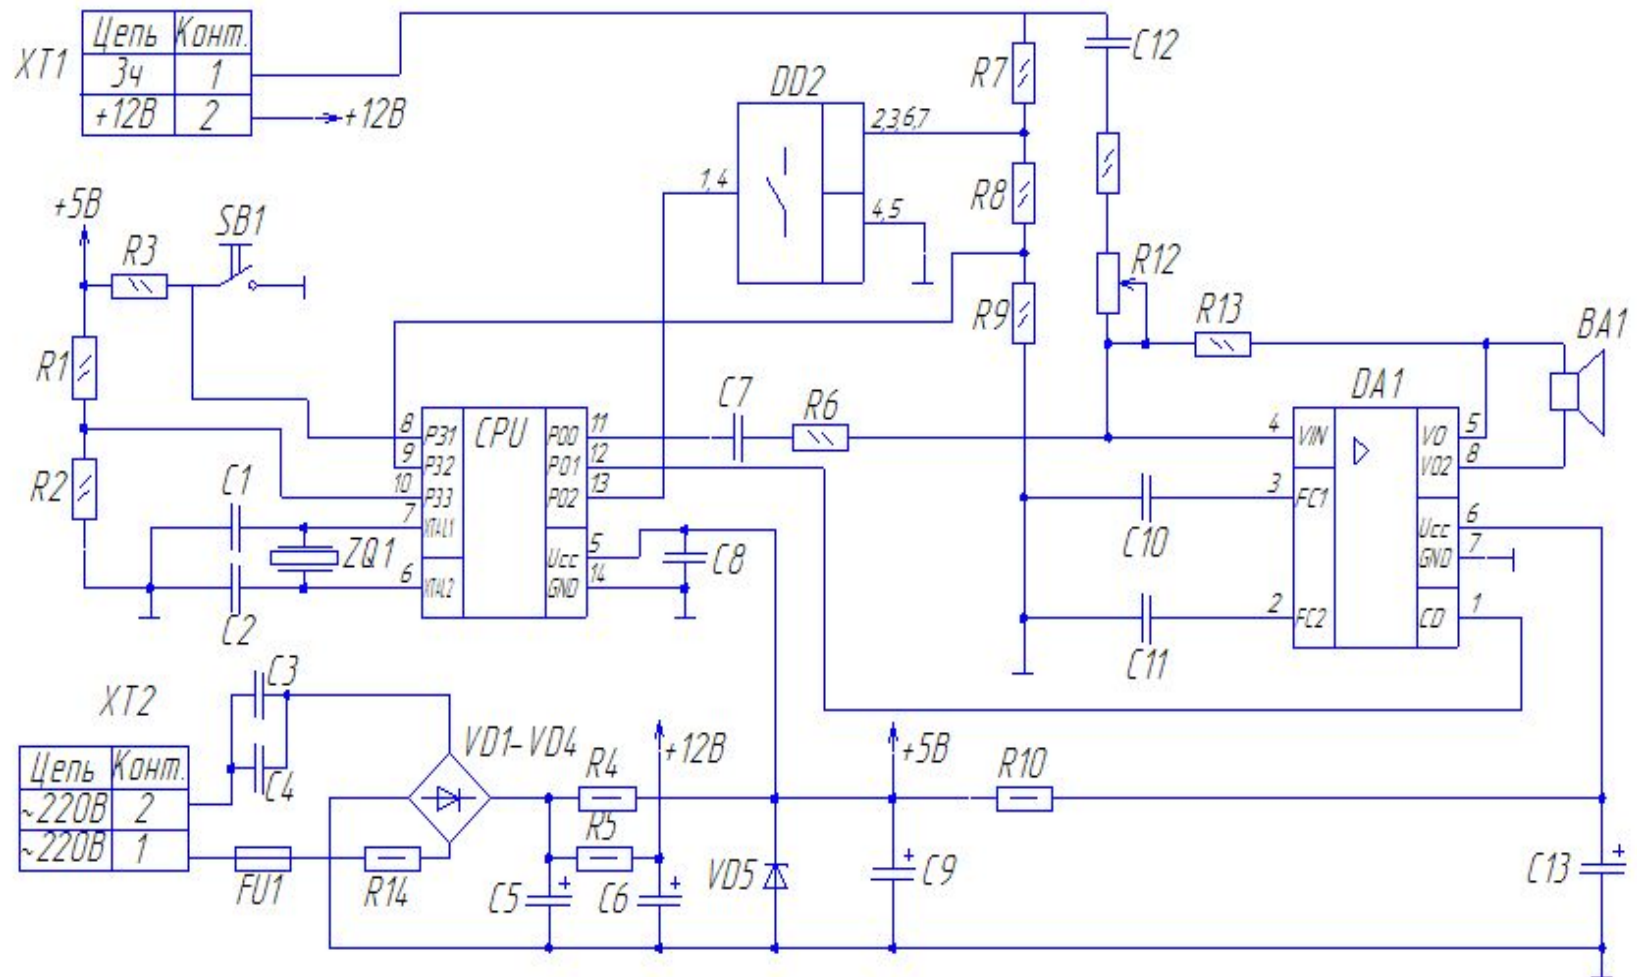 XT1
Цепь Конт.
Зч 1
+12В 2
+12В
C12
R7
DD2
2,3,6,7
1,4
4,5
R8
+5В
SB1
R3
R12
R9
R13
BA1
R1
C7
R6
DA1
8 P31 CPU P00 11
9 P32 P01 12
10 P33 P02 13
7 XTAL1
Ucc 5
6 XTAL2 GND 14
4 VIN VO 5
VO2 8
3 FC1
Ucc 6
GND 7
2 FC2 CD 1
R2
C1
ZQ1
C2
C8
C10
C11
C3
XT2
C4
Цепь Конт.
~220В 2
~220В 1
VD1-VD4
R4
+12В
+5В
R10
R5
FU1
R14
C5 +
C6 +
VD5
C9 +
C13 +